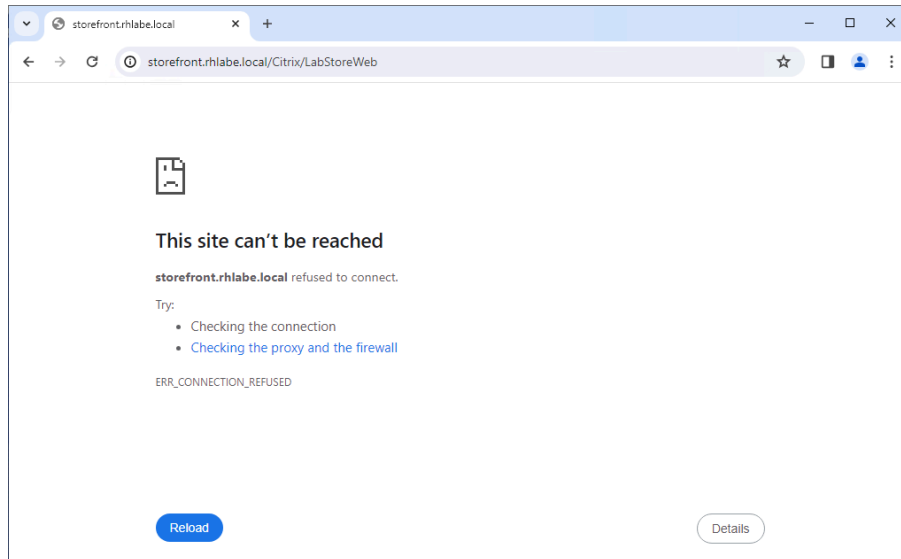 storefront.rhlabe.local
storefront.rhlabe.local/Citrix/LabStoreWeb
This site can’t be reached
storefront.rhlabe.local refused to connect.
Try:
Checking the connection
Checking the proxy and the firewall
ERR_CONNECTION_REFUSED
Reload
Details